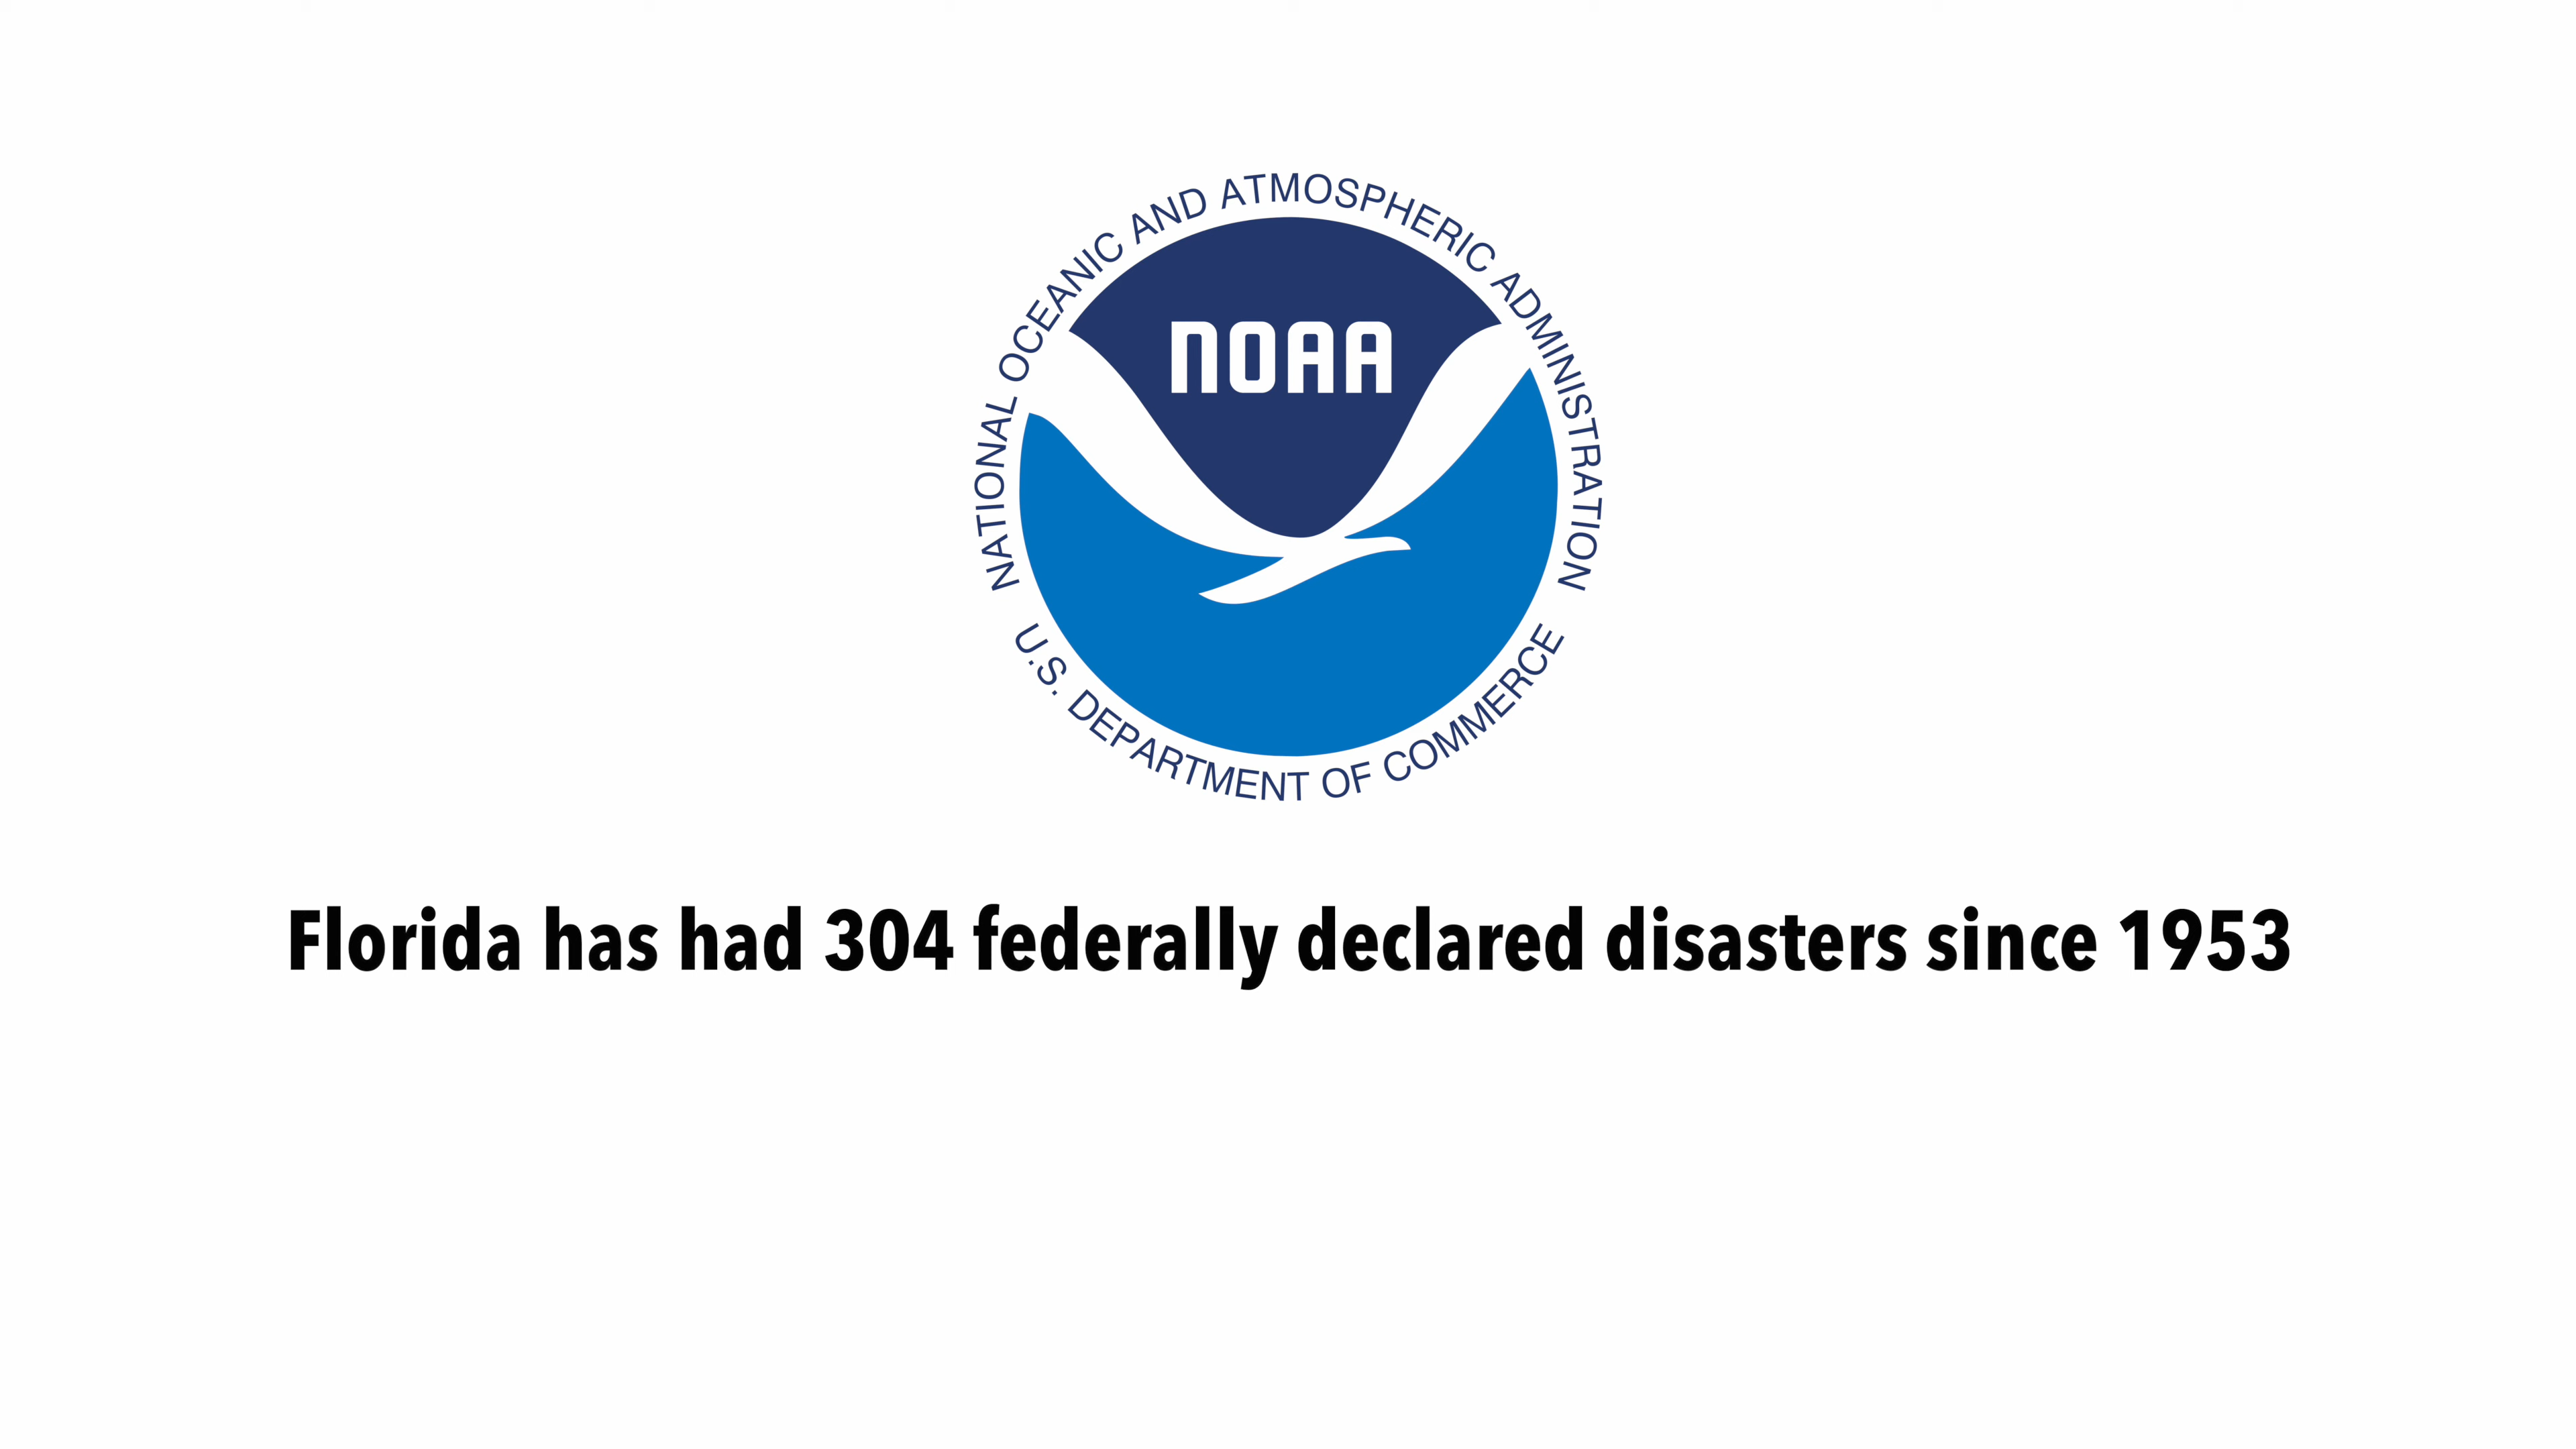 NATIONAL OCEANIC AND ATMOSPHERIC ADMINISTRATION
NOAA
U.S. DEPARTMENT OF COMMERCE
Florida has had 304 federally declared disasters since 1953